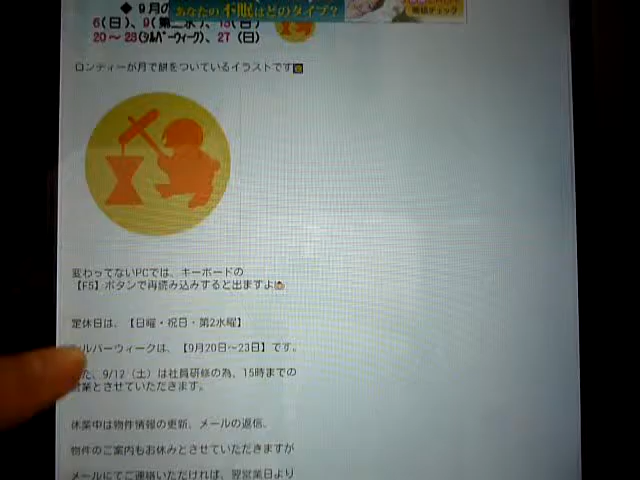 ◆ 9月の
あなたの不眠はどのタイプ?
6(日)、9(第二水)、13(日)
20～23(シルバーウィーク)、27(日)
ロンディーが月で餅をついているイラストです
変わってないPCでは、キーボードの
【F5】ボタンで再読み込みすると出ますよ
定休日は、【日曜・祝日・第2水曜】
ルバーウィークは、【9月20日～23日】です。
た、9/12（土）は社員研修の為、15時までの
営業とさせていただきます。
休業中は物件情報の更新、メールの返信、
物件のご案内もお休みとさせていただきますが
メールにてご連絡いただければ、翌営業日より